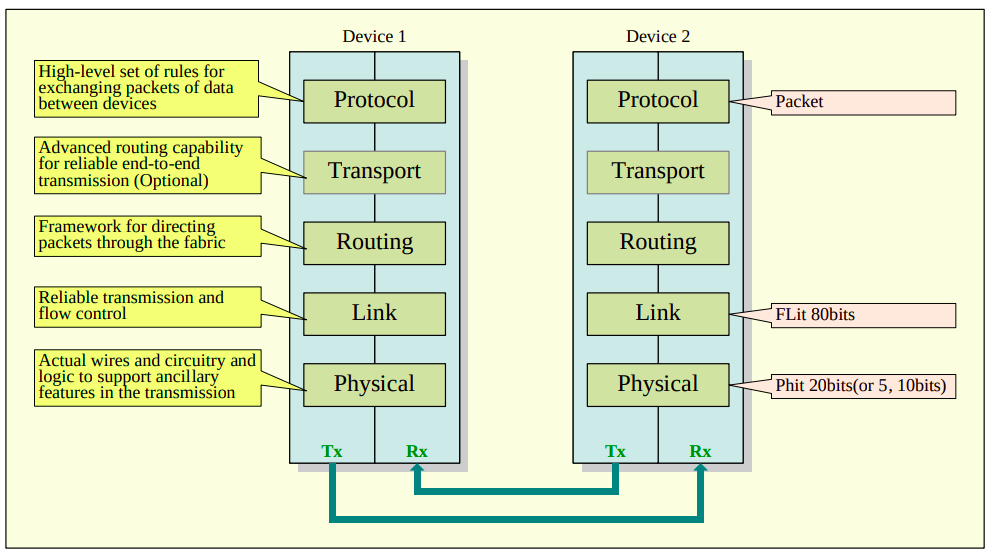 Device 1
Device 2
High-level set of rules for
exchanging packets of data
between devices
Protocol
Protocol
Packet
Advanced routing capability
for reliable end-to-end
transmission (Optional)
Transport
Transport
Framework for directing
packets through the fabric
Routing
Routing
Reliable transmission and
flow control
Link
Link
FLit 80bits
Actual wires and circuitry and
logic to support ancillary
features in the transmission
Physical
Physical
Phit 20bits(or 5, 10bits)
Tx
Rx
Tx
Rx